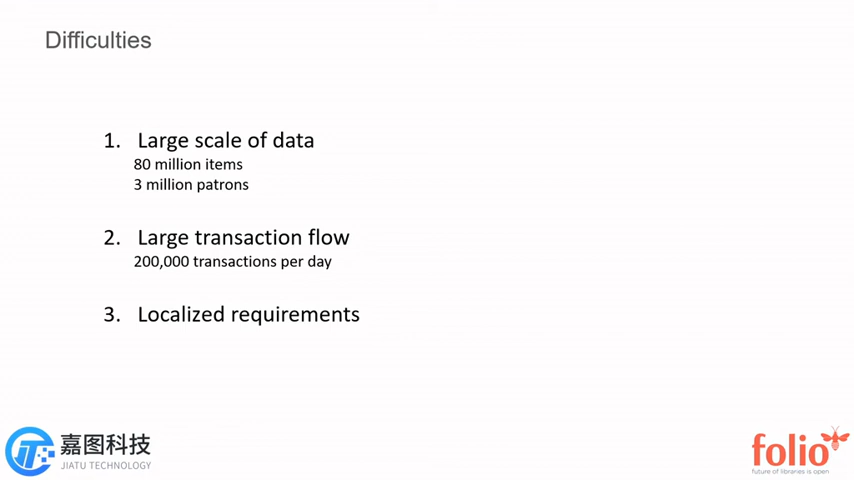 Difficulties
1. Large scale of data
80 million items
3 million patrons
2. Large transaction flow
200,000 transactions per day
3. Localized requirements
嘉图科技
JIATU TECHNOLOGY
folio
future of libraries is open